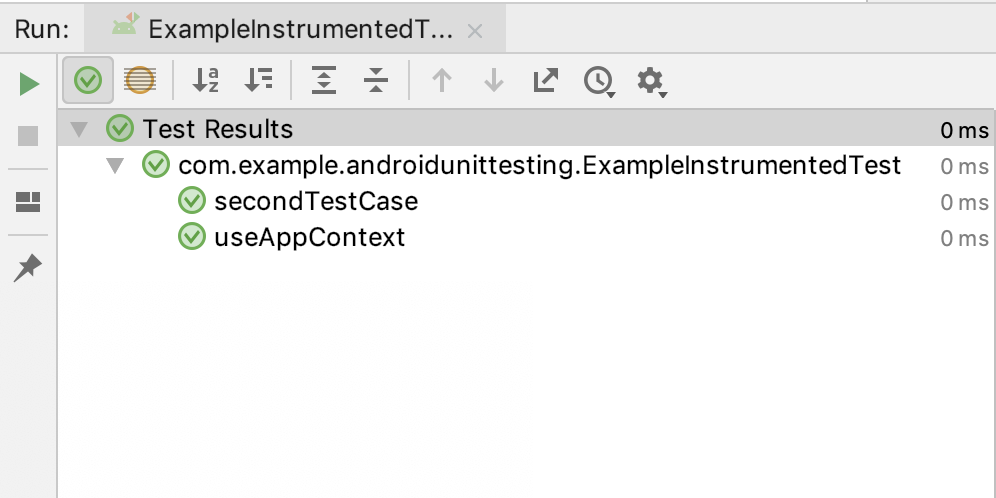 Run: ExampleInstrumentedT...
Test Results 0 ms
com.example.androidunittesting.ExampleInstrumentedTest 0 ms
secondTestCase 0 ms
useAppContext 0 ms